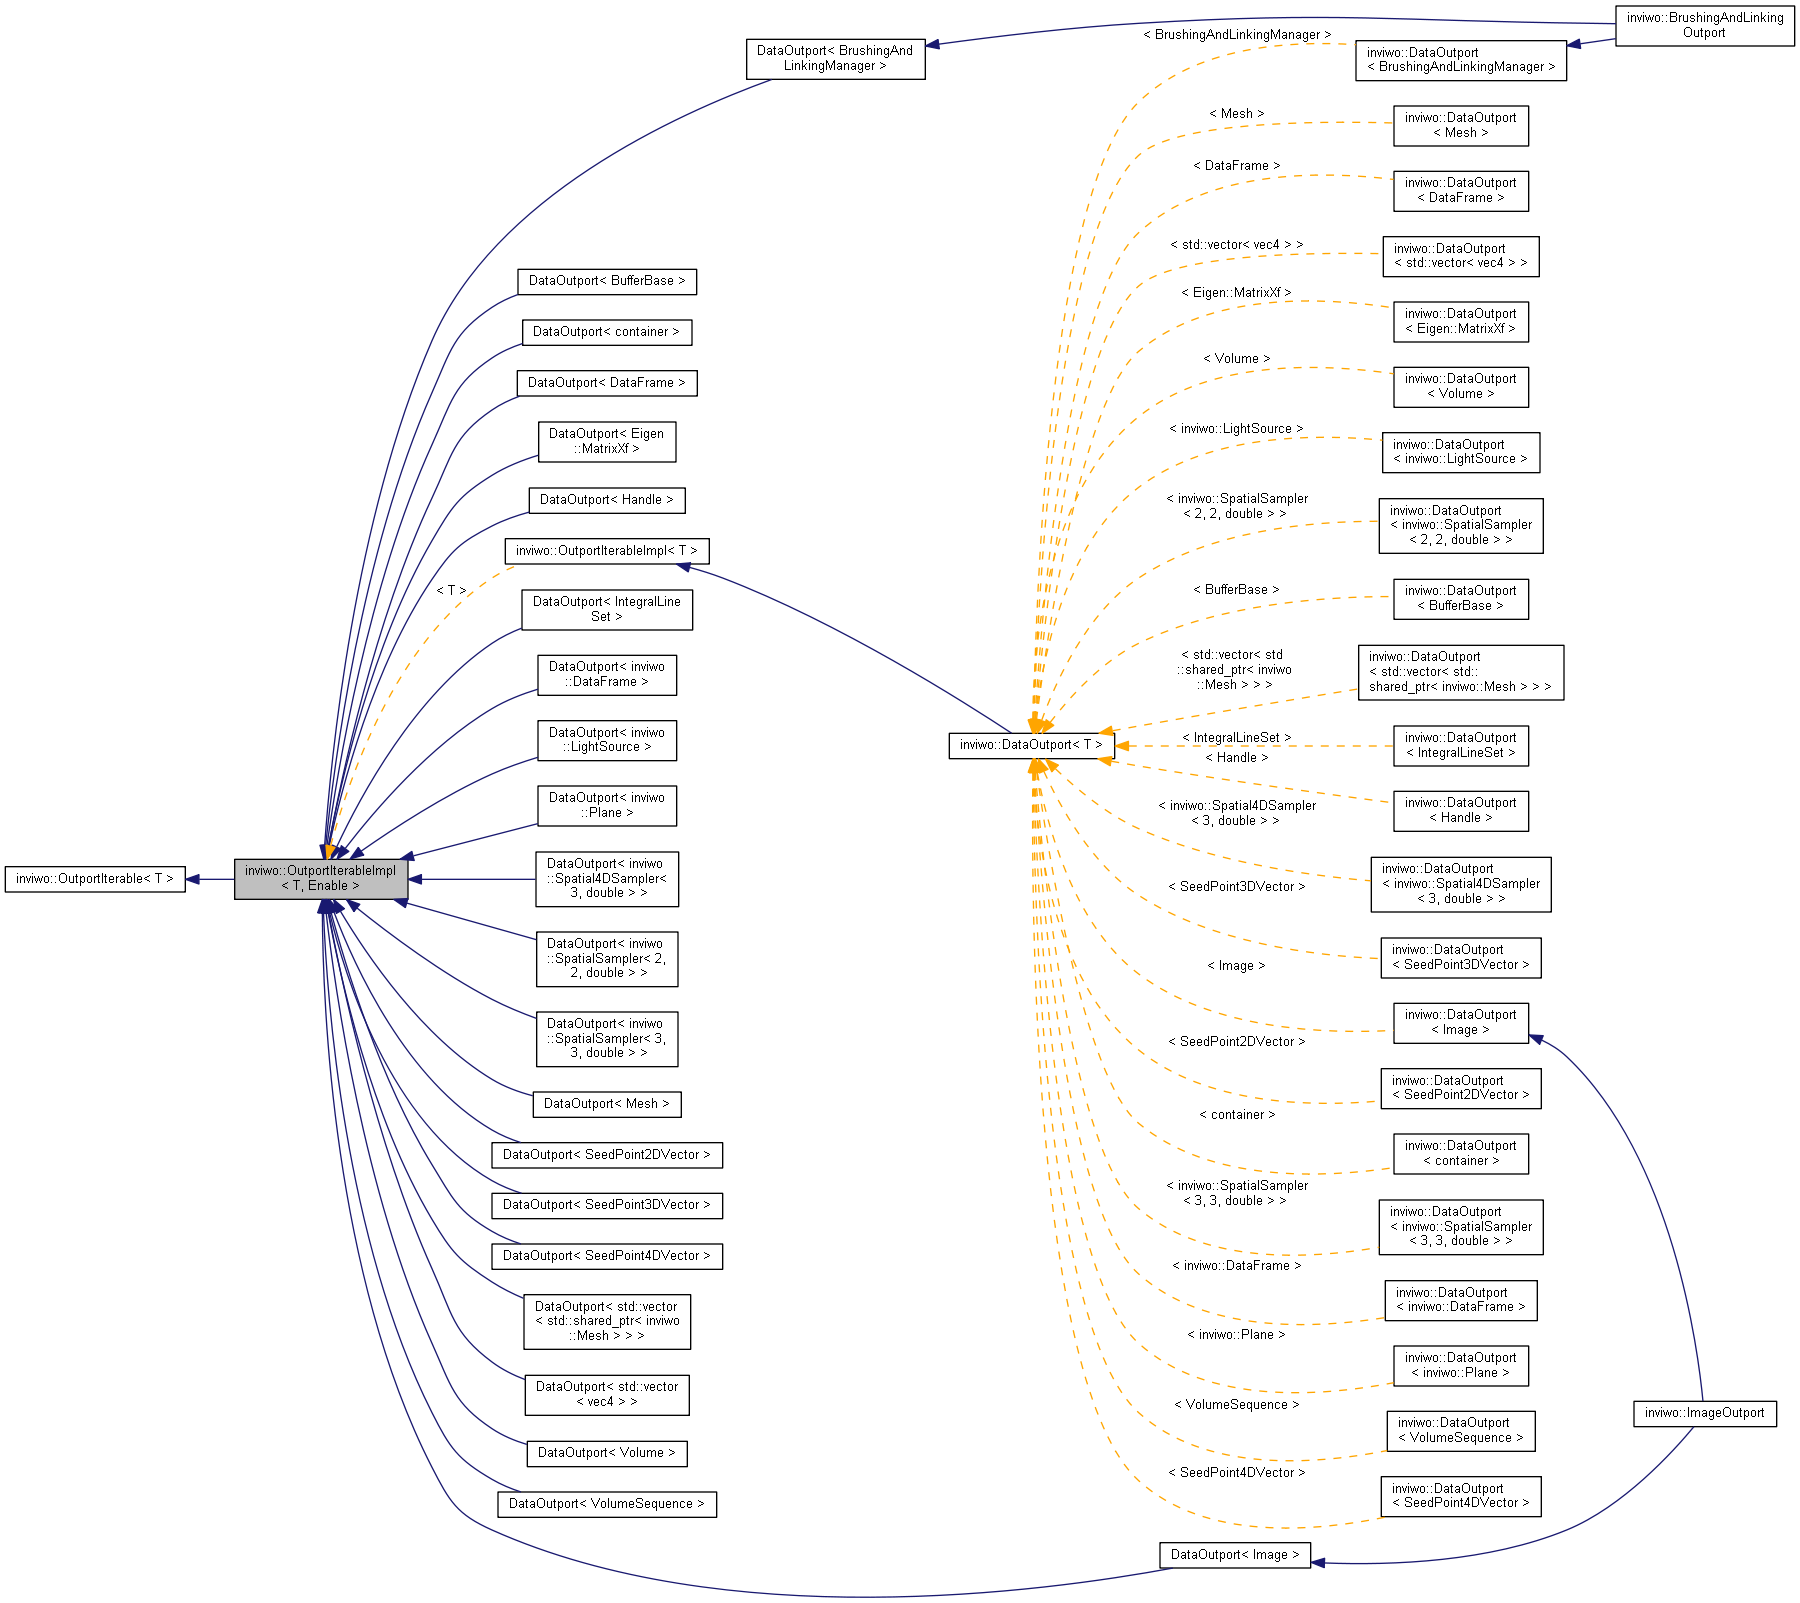 inviwo::OutportIterable< T >
inviwo::OutportIterableImpl
< T, Enable >
DataOutport< BrushingAnd
LinkingManager >
DataOutport< BufferBase >
DataOutport< container >
DataOutport< DataFrame >
DataOutport< Eigen
::MatrixXf >
DataOutport< Handle >
inviwo::OutportIterableImpl< T >
< T >
DataOutport< IntegralLine
Set >
DataOutport< inviwo
::DataFrame >
DataOutport< inviwo
::LightSource >
DataOutport< inviwo
::Plane >
DataOutport< inviwo
::Spatial4DSampler<
3, double > >
DataOutport< inviwo
::SpatialSampler< 2,
2, double > >
DataOutport< inviwo
::SpatialSampler< 3,
3, double > >
DataOutport< Mesh >
DataOutport< SeedPoint2DVector >
DataOutport< SeedPoint3DVector >
DataOutport< SeedPoint4DVector >
DataOutport< std::vector
< std::shared_ptr< inviwo
::Mesh > > >
DataOutport< std::vector
< vec4 > >
DataOutport< Volume >
DataOutport< VolumeSequence >
DataOutport< Image >
inviwo::DataOutport< T >
< BrushingAndLinkingManager >
< Mesh >
< DataFrame >
< std::vector< vec4 > >
< Eigen::MatrixXf >
< Volume >
< inviwo::LightSource >
< inviwo::SpatialSampler
< 2, 2, double > >
< BufferBase >
< std::vector< std
::shared_ptr< inviwo
::Mesh > > >
< IntegralLineSet >
< Handle >
< inviwo::Spatial4DSampler
< 3, double > >
< SeedPoint3DVector >
< Image >
< SeedPoint2DVector >
< container >
< inviwo::SpatialSampler
< 3, 3, double > >
< inviwo::DataFrame >
< inviwo::Plane >
< VolumeSequence >
< SeedPoint4DVector >
inviwo::DataOutport
< BrushingAndLinkingManager >
inviwo::DataOutport
< Mesh >
inviwo::DataOutport
< DataFrame >
inviwo::DataOutport
< std::vector< vec4 > >
inviwo::DataOutport
< Eigen::MatrixXf >
inviwo::DataOutport
< Volume >
inviwo::DataOutport
< inviwo::LightSource >
inviwo::DataOutport
< inviwo::SpatialSampler
< 2, 2, double > >
inviwo::DataOutport
< BufferBase >
inviwo::DataOutport
< std::vector< std::
shared_ptr< inviwo::Mesh > > >
inviwo::DataOutport
< IntegralLineSet >
inviwo::DataOutport
< Handle >
inviwo::DataOutport
< inviwo::Spatial4DSampler
< 3, double > >
inviwo::DataOutport
< SeedPoint3DVector >
inviwo::DataOutport
< Image >
inviwo::DataOutport
< SeedPoint2DVector >
inviwo::DataOutport
< container >
inviwo::DataOutport
< inviwo::SpatialSampler
< 3, 3, double > >
inviwo::DataOutport
< inviwo::DataFrame >
inviwo::DataOutport
< inviwo::Plane >
inviwo::DataOutport
< VolumeSequence >
inviwo::DataOutport
< SeedPoint4DVector >
inviwo::BrushingAndLinking
Outport
inviwo::ImageOutport